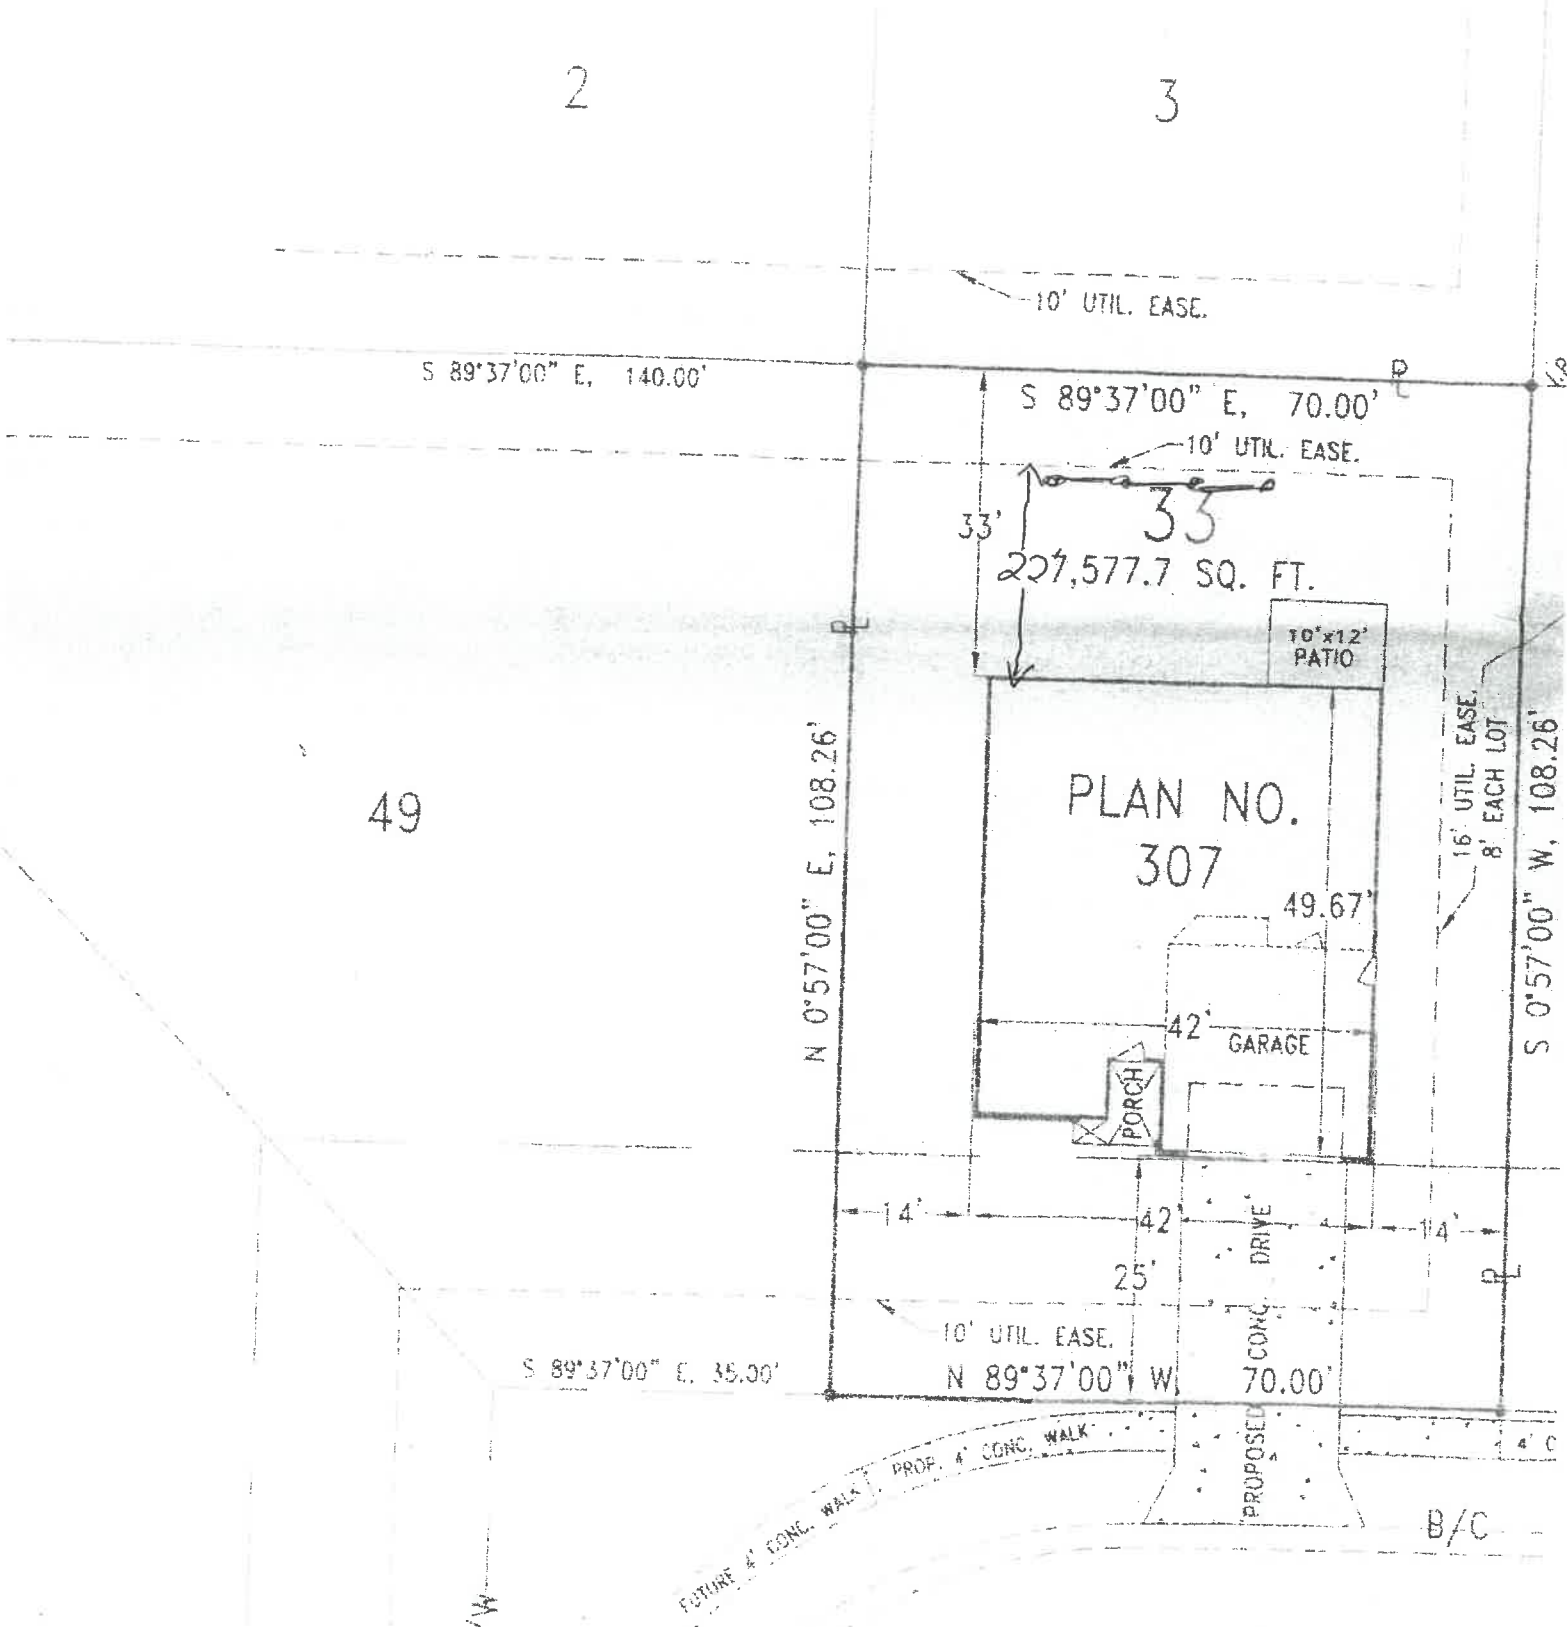 2
3
10' UTIL. EASE.
S 89°37'00" E, 140.00'
S 89°37'00" E, 70.00'
10' UTIL. EASE.
33'
33
22'
7,577.7 SQ. FT.
10'x12'
PATIO
16' UTIL. EASE.
8' EACH LOT
49
N 0°57'00" E, 108.26'
S 0°57'00" W, 108.26'
PLAN NO.
307
49.67'
42'
GARAGE
PORCH
14'
42'
14'
25'
PROPOSED CONC. DRIVE
10' UTIL. EASE.
S 89°37'00" E, 35.00'
N 89°37'00" W 70.00'
FUTURE 4' CONC. WALK
PROP. 4' CONC. WALK
4' C
B/C